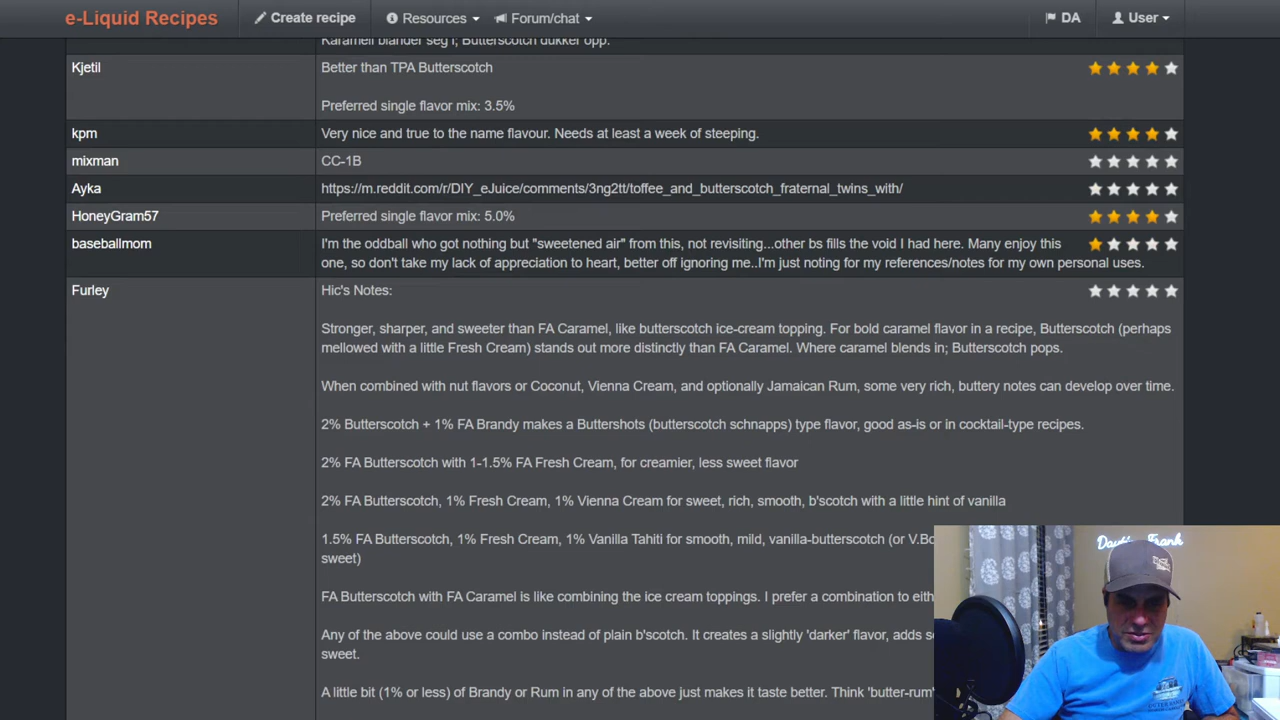 e-Liquid Recipes Create recipe Resources Forum/chat DA User
Karamell blander seg i; Butterscotch dukker opp.
Kjetil Better than TPA Butterscotch
Preferred single flavor mix: 3.5%
kpm Very nice and true to the name flavour. Needs at least a week of steeping.
mixman CC-1B
Ayka https://m.reddit.com/r/DIY_eJuice/comments/3ng2tt/toffee_and_butterscotch_fraternal_twins_with/
HoneyGram57 Preferred single flavor mix: 5.0%
baseballmom I'm the oddball who got nothing but "sweetened air" from this, not revisiting...other bs fills the void I had here. Many enjoy this
one, so don't take my lack of appreciation to heart, better off ignoring me..I'm just noting for my references/notes for my own personal uses.
Furley Hic's Notes:
Stronger, sharper, and sweeter than FA Caramel, like butterscotch ice-cream topping. For bold caramel flavor in a recipe, Butterscotch (perhaps
mellowed with a little Fresh Cream) stands out more distinctly than FA Caramel. Where caramel blends in; Butterscotch pops.
When combined with nut flavors or Coconut, Vienna Cream, and optionally Jamaican Rum, some very rich, buttery notes can develop over time.
2% Butterscotch + 1% FA Brandy makes a Buttershots (butterscotch schnapps) type flavor, good as-is or in cocktail-type recipes.
2% FA Butterscotch with 1-1.5% FA Fresh Cream, for creamier, less sweet flavor
2% FA Butterscotch, 1% Fresh Cream, 1% Vienna Cream for sweet, rich, smooth, b'scotch with a little hint of vanilla
1.5% FA Butterscotch, 1% Fresh Cream, 1% Vanilla Tahiti for smooth, mild, vanilla-butterscotch (or V.Bo
sweet)
FA Butterscotch with FA Caramel is like combining the ice cream toppings. I prefer a combination to eith
Any of the above could use a combo instead of plain b'scotch. It creates a slightly 'darker' flavor, adds so
sweet.
A little bit (1% or less) of Brandy or Rum in any of the above just makes it taste better. Think 'butter-rum'
Frank